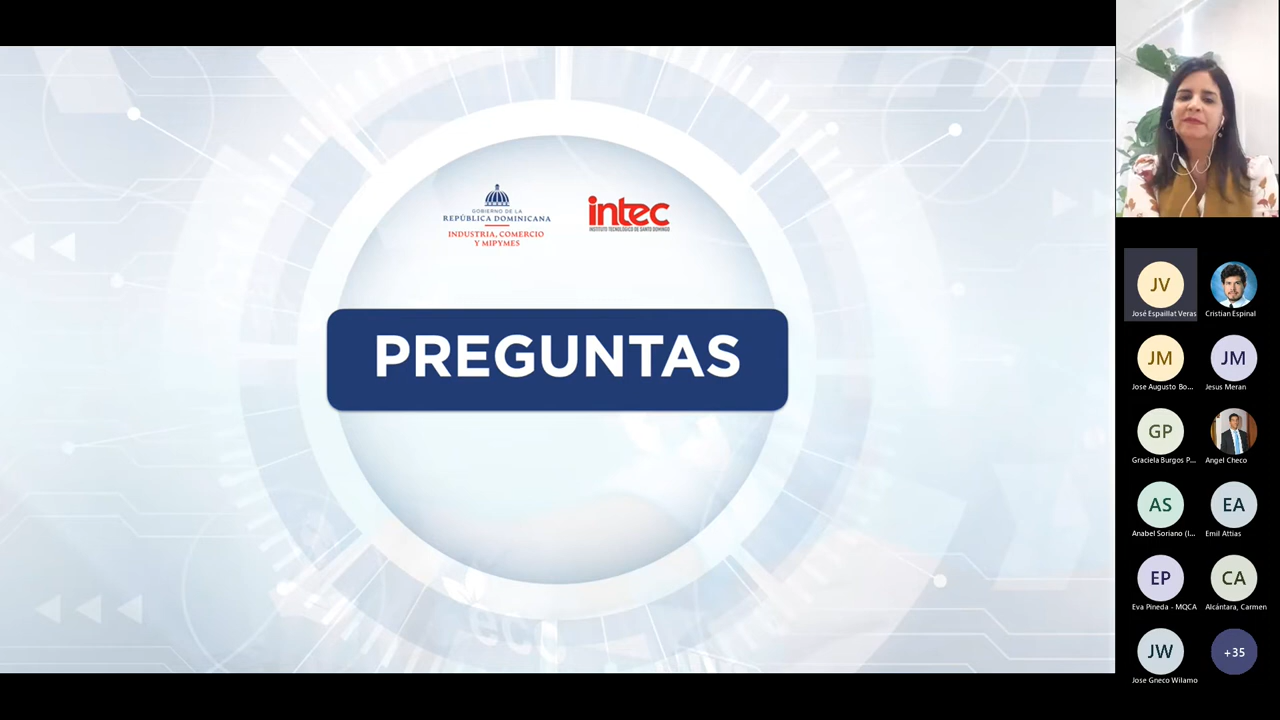 GOBIERNO DE LA
REPÚBLICA DOMINICANA
INDUSTRIA, COMERCIO
Y MIPYMES
intec
INSTITUTO TECNOLÓGICO DE SANTO DOMINGO
PREGUNTAS
eco
JV
José Espaillat Veras
Cristian Espinal
JM
Jose Augusto Bo...
JM
Jesus Meran
GP
Graciela Burgos P...
Angel Checo
AS
Anabel Soriano (I...
EA
Emil Attias
EP
Eva Pineda - MQCA
CA
Alcántara, Carmen
JW
Jose Gneco Wilamo
+35